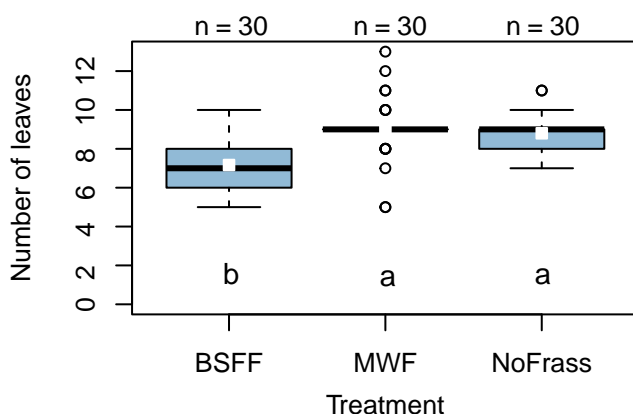 n = 30 n = 30 n = 30
Number of leaves
12
10
8
6
4
2
0
b a a
BSFF MWF NoFrass
Treatment